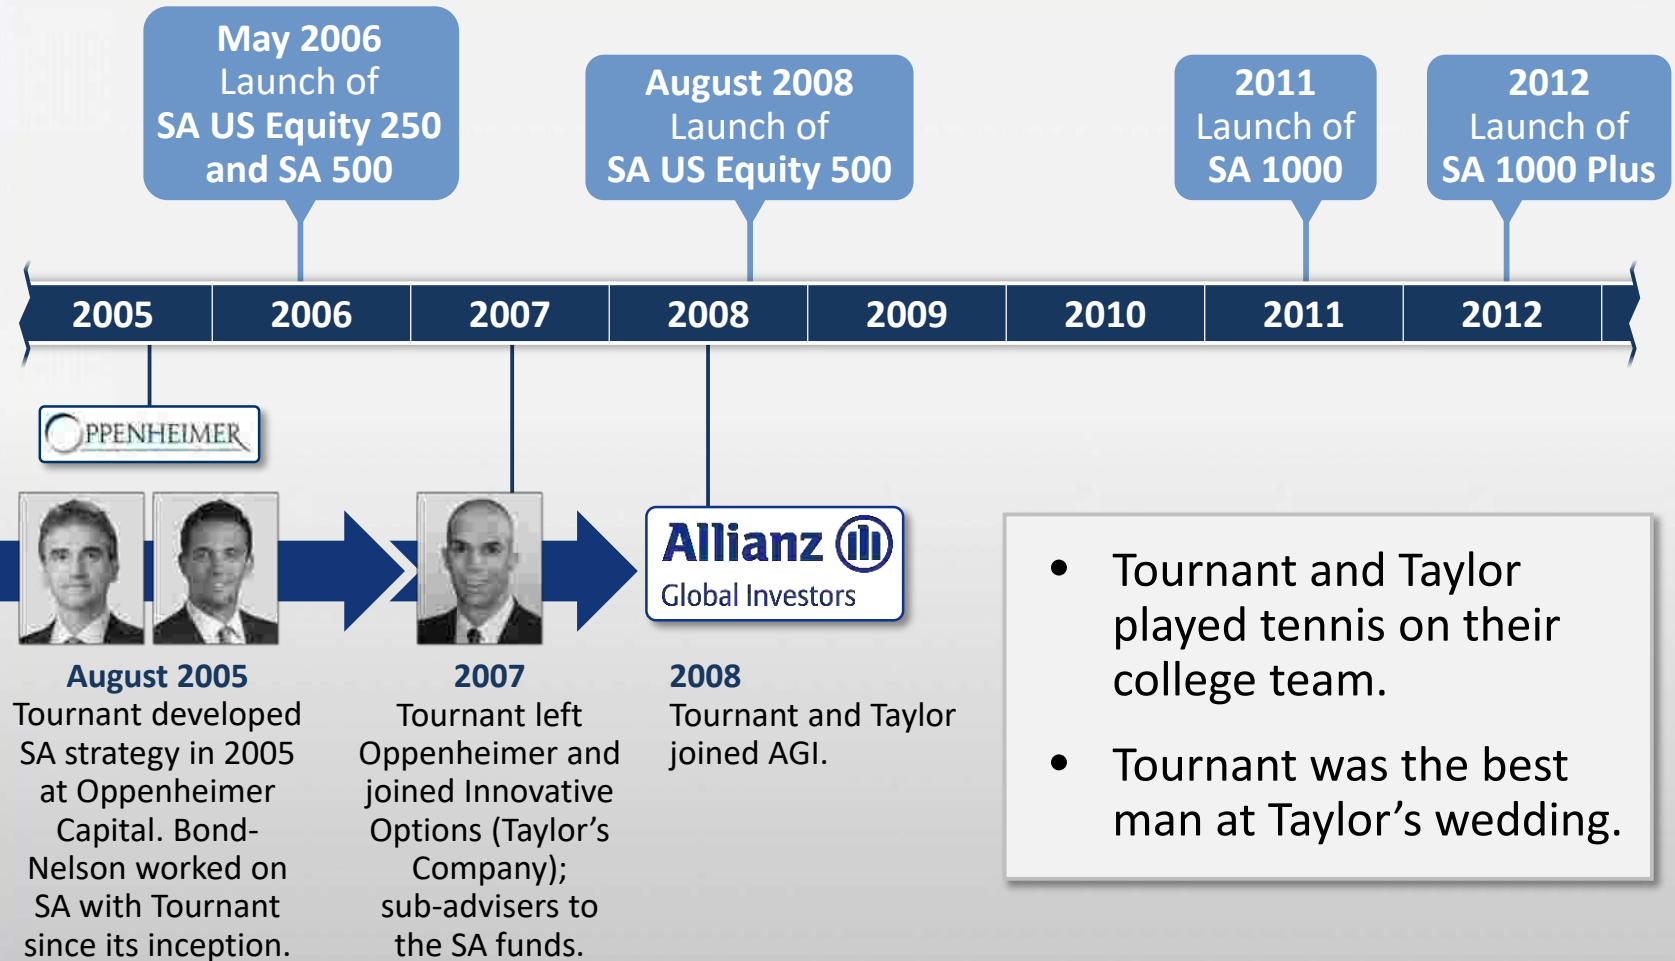 May 2006
Launch of
SA US Equity 250
and SA 500
August 2008
Launch of
SA US Equity 500
2011
Launch of
SA 1000
2012
Launch of
SA 1000 Plus
2005 2006 2007 2008 2009 2010 2011 2012
OPPENHEIMER
Allianz
Global Investors
August 2005
Tournant developed
SA strategy in 2005
at Oppenheimer
Capital. Bond-
Nelson worked on
SA with Tournant
since its inception.
2007
Tournant left
Oppenheimer and
joined Innovative
Options (Taylor’s
Company);
sub-advisers to
the SA funds.
2008
Tournant and Taylor
joined AGI.
• Tournant and Taylor
played tennis on their
college team.
• Tournant was the best
man at Taylor’s wedding.